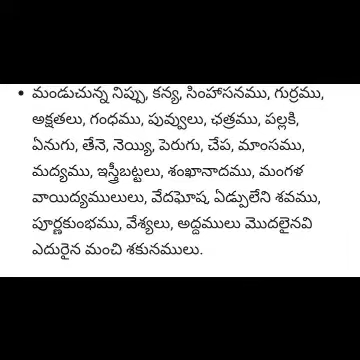 • మండుచున్న నిప్పు, కన్య, సింహాసనము, గుర్రము,
అక్షతలు, గంధము, పువ్వులు, ఛత్రము, పల్లకి,
ఏనుగు, తేనె, నెయ్యి, పెరుగు, చేప, మాంసము,
మద్యము, ఇస్త్రీబట్టలు, శంఖానాదము, మంగళ
వాయిద్యములులు, వేదఘోష, ఏడ్పులేని శవము,
పూర్ణకుంభము, వేశ్యలు, అద్దములు మొదలైనవి
ఎదురైన మంచి శకునములు.